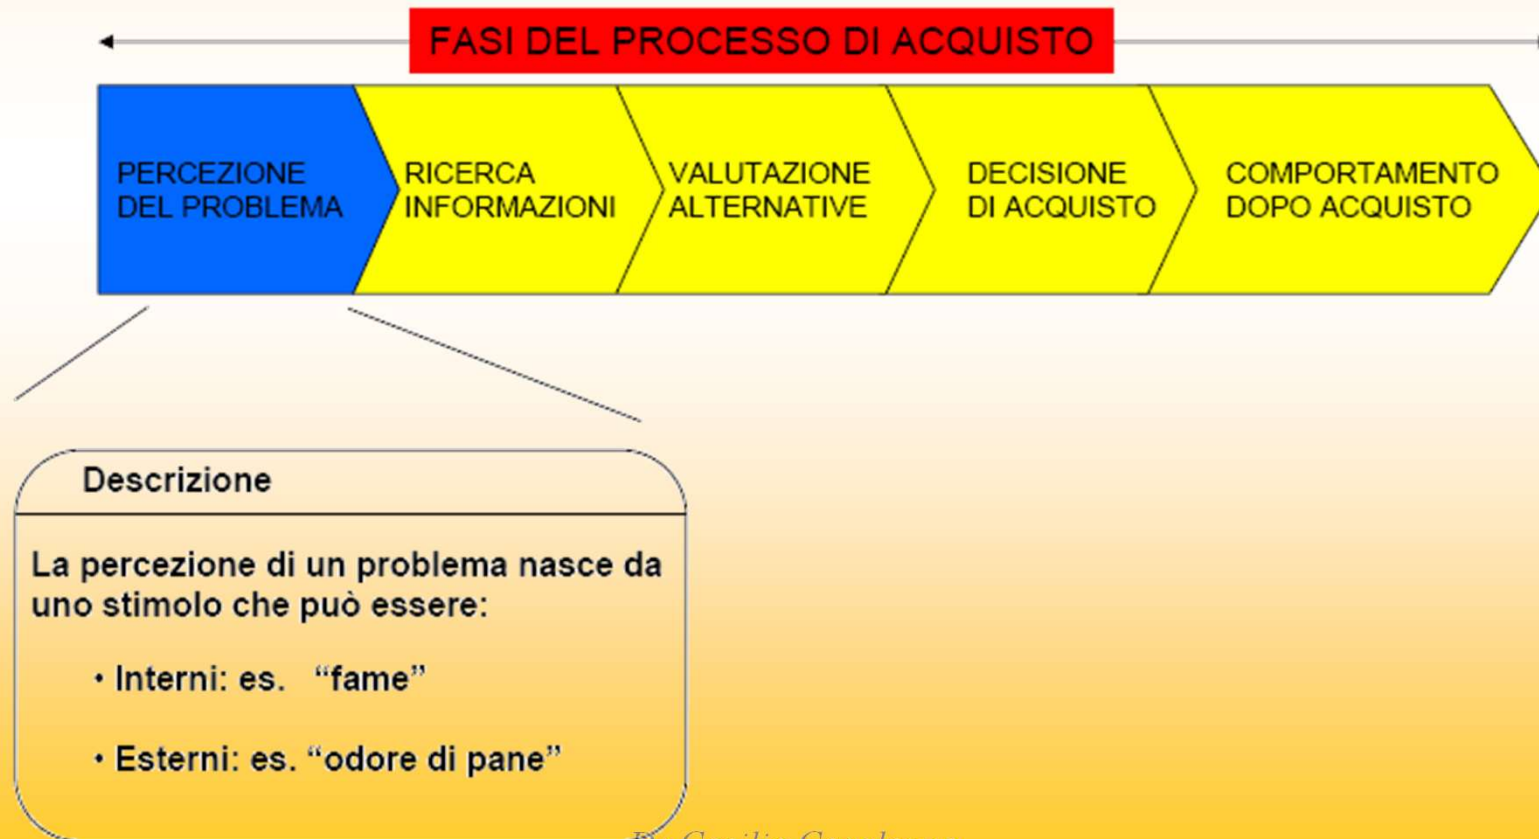 FASI DEL PROCESSO DI ACQUISTO
PERCEZIONE
DEL PROBLEMA
RICERCA
INFORMAZIONI
VALUTAZIONE
ALTERNATIVE
DECISIONE
DI ACQUISTO
COMPORTAMENTO
DOPO ACQUISTO
Descrizione
La percezione di un problema nasce da
uno stimolo che può essere:
• Interni: es. “fame”
• Esterni: es. “odore di pane”